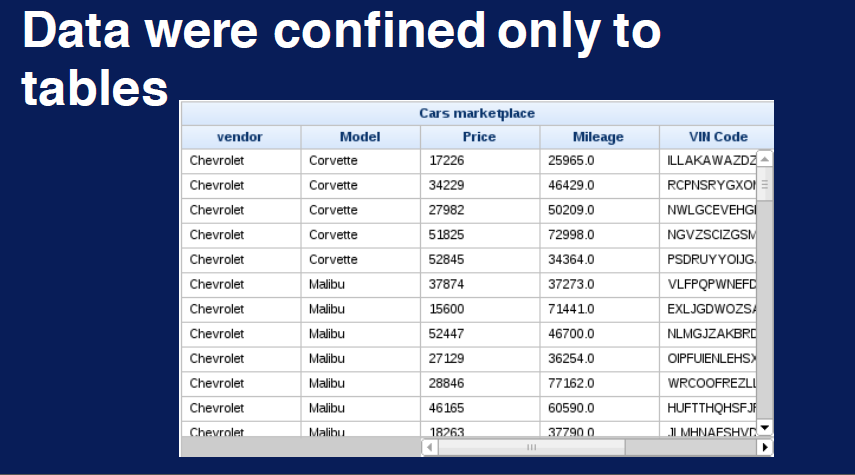 Data were confined only to
tables
Cars marketplace
vendor Model Price Mileage VIN Code
Chevrolet Corvette 17226 25965.0 ILLAKAWAZDZ
Chevrolet Corvette 34229 46429.0 RCPNSRYGXO
Chevrolet Corvette 27982 50209.0 NWLGCEVEHG
Chevrolet Corvette 51825 72998.0 NGVZSCIZGSM
Chevrolet Corvette 52845 34364.0 PSDRUYYOIJG
Chevrolet Malibu 37874 37273.0 VLFPQPWNEFD
Chevrolet Malibu 15600 71441.0 EXLJGDWOZS
Chevrolet Malibu 52447 46700.0 NLMGJZAKBRD
Chevrolet Malibu 27129 36254.0 OIPFUIENLEHSX
Chevrolet Malibu 28846 77162.0 WRCOOFREZLL
Chevrolet Malibu 46165 60590.0 HUFTTHQHSFJ
Chevrolet Malibu 18263 37790.0 JLMHNAFSHVD